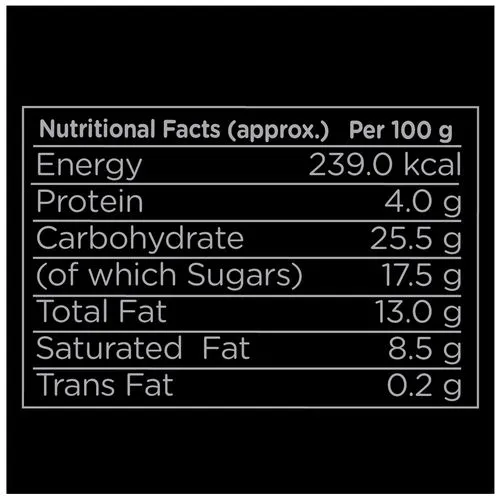 Nutritional Facts (approx.) Per 100 g
Energy 239.0 kcal
Protein 4.0 g
Carbohydrate 25.5 g
(of which Sugars) 17.5 g
Total Fat 13.0 g
Saturated Fat 8.5 g
Trans Fat 0.2 g